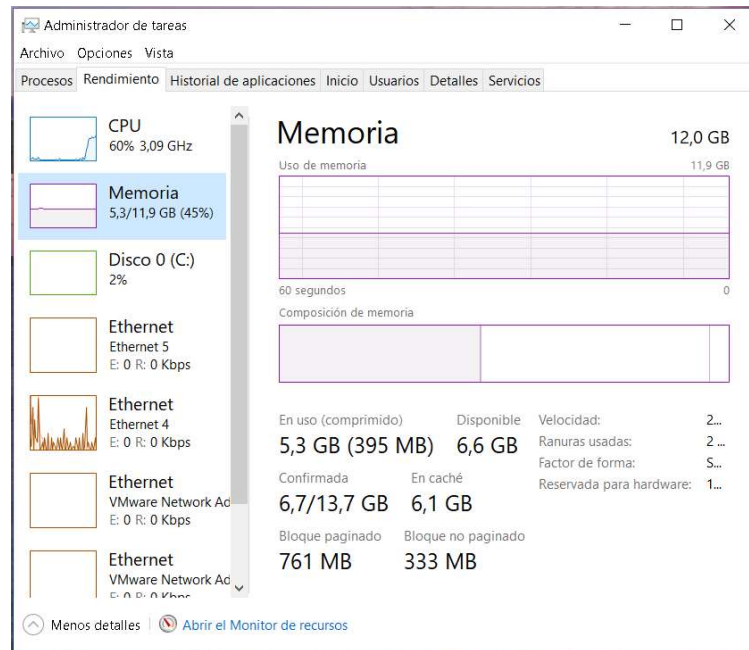 Administrador de tareas
Archivo Opciones Vista
Procesos Rendimiento Historial de aplicaciones Inicio Usuarios Detalles Servicios
CPU
60% 3,09 GHz
Memoria
5,3/11,9 GB (45%)
Disco 0 (C:)
2%
Ethernet
Ethernet 5
E: 0 R: 0 Kbps
Ethernet
Ethernet 4
E: 0 R: 0 Kbps
Ethernet
VMware Network Ad
E: 0 R: 0 Kbps
Ethernet
VMware Network Ad
E: 0 R: 0 Kbps
Memoria 12,0 GB
Uso de memoria 11,9 GB
60 segundos 0
Composición de memoria
En uso (comprimido) Disponible
5,3 GB (395 MB) 6,6 GB
Confirmada En caché
6,7/13,7 GB 6,1 GB
Bloque paginado Bloque no paginado
761 MB 333 MB
Velocidad: 2...
Ranuras usadas: 2 ...
Factor de forma: S...
Reservada para hardware: 1...
Menos detalles Abrir el Monitor de recursos